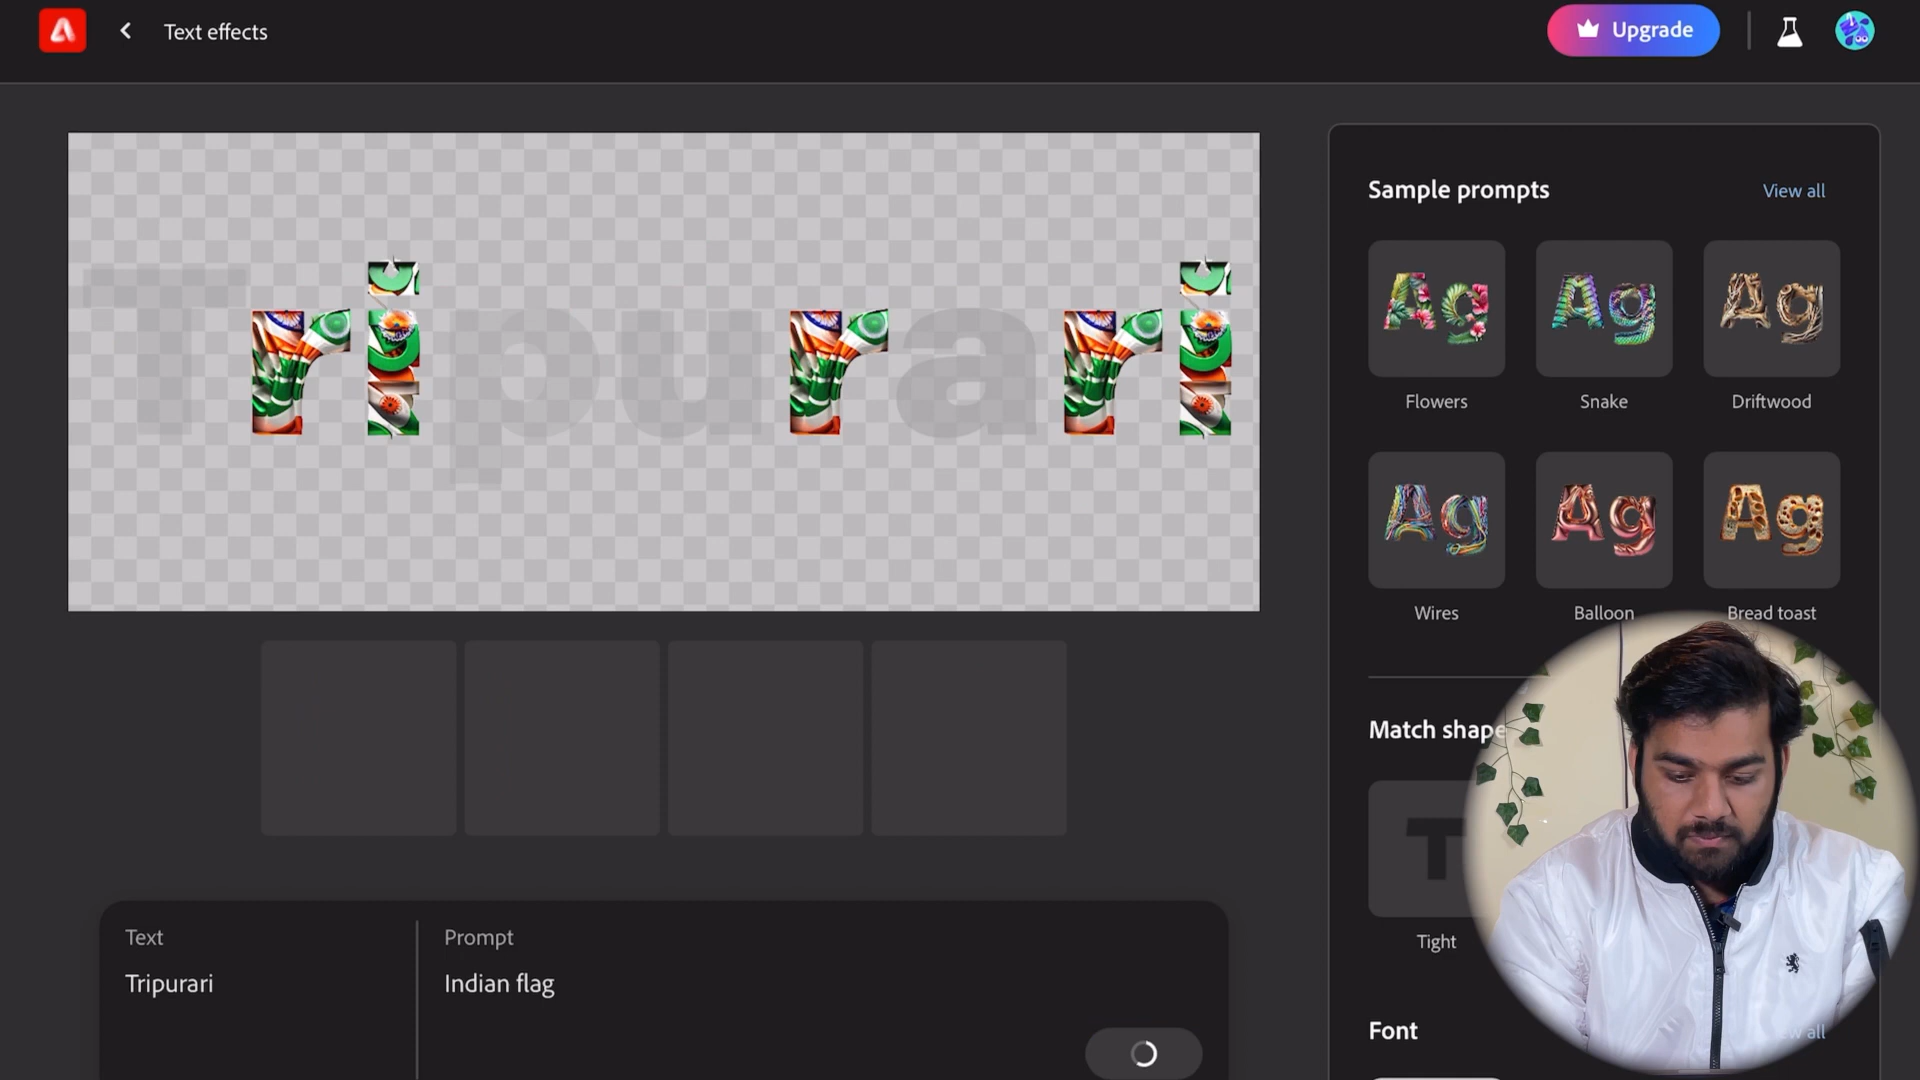 Text effects
Upgrade
Tripurari
Sample prompts
View all
Ag
Ag
Ag
Flowers
Snake
Driftwood
Ag
Ag
Ag
Wires
Balloon
Bread toast
Match shape
T
Tight
Font
Text
Tripurari
Prompt
Indian flag